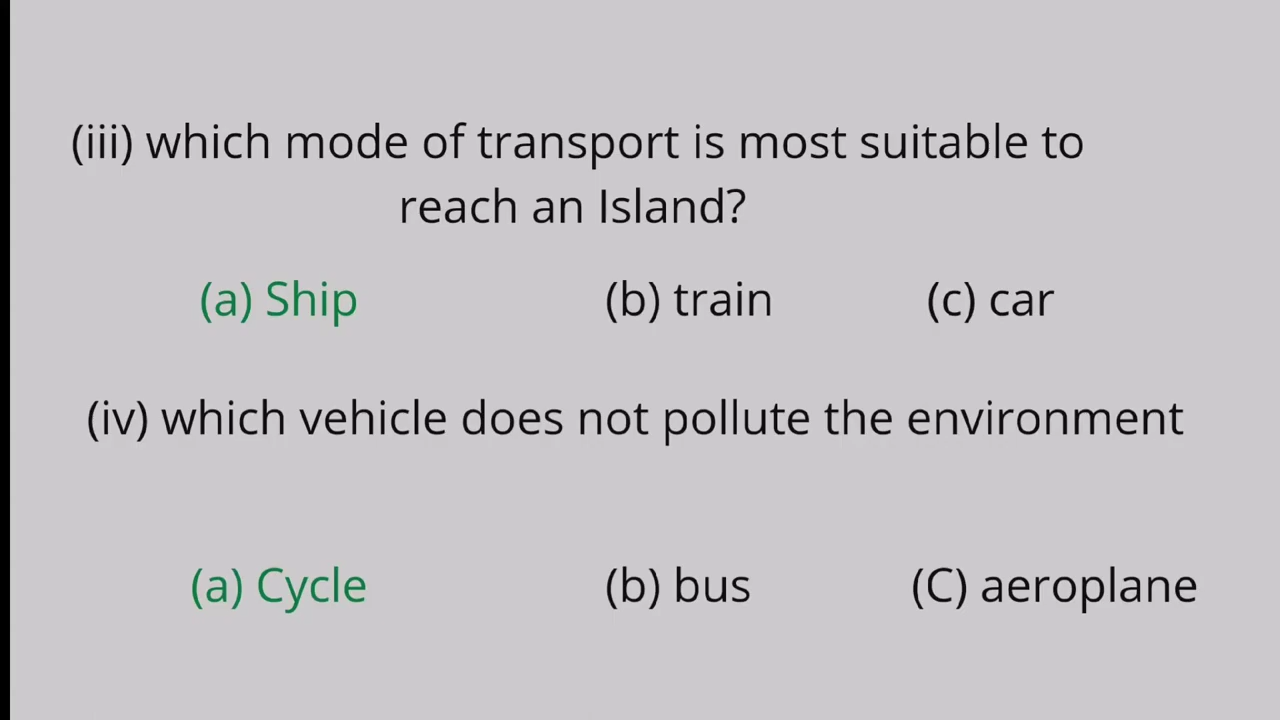 (iii) which mode of transport is most suitable to
reach an Island?
(a) Ship (b) train (c) car
(iv) which vehicle does not pollute the environment
(a) Cycle (b) bus (C) aeroplane